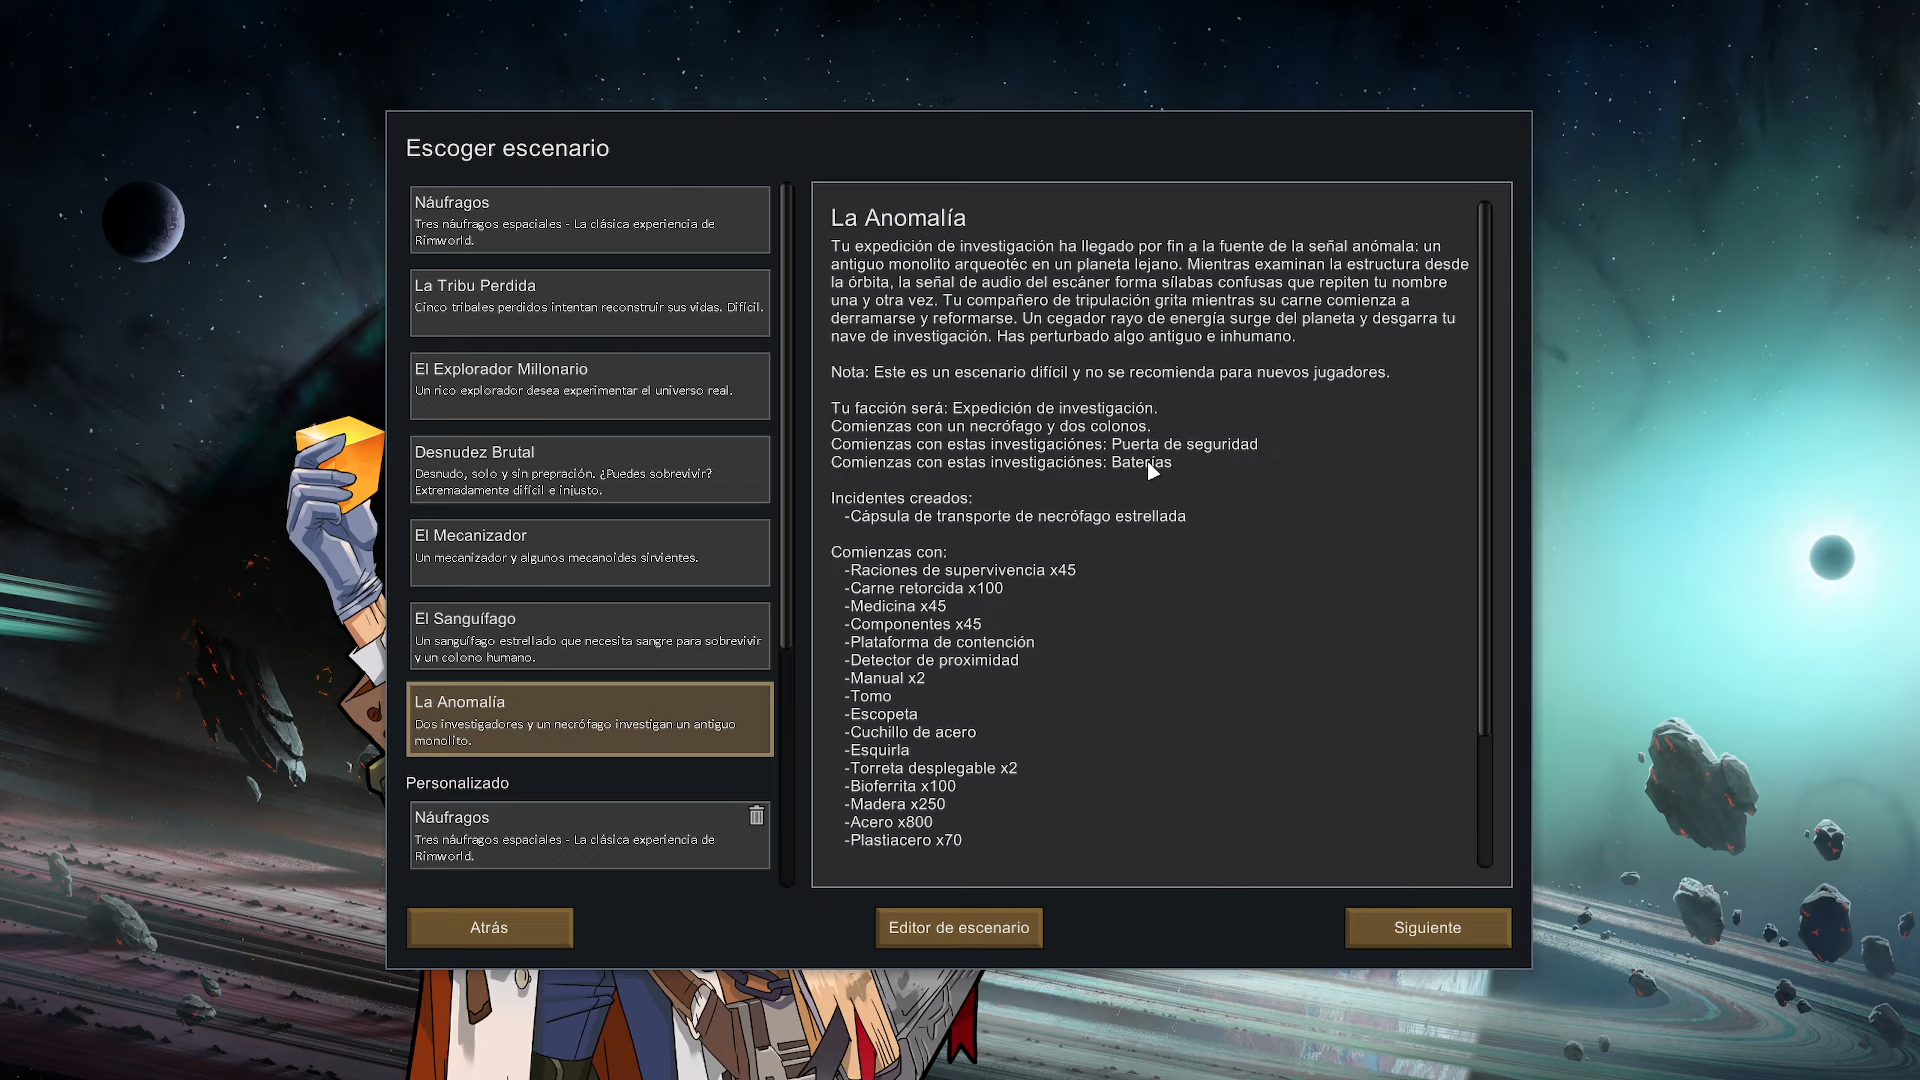 Escoger escenario
Náufragos
Tres náufragos espaciales - La clásica experiencia de
Rimworld.
La Tribu Perdida
Cinco tribales perdidos intentan reconstruir sus vidas. Difícil.
El Explorador Millonario
Un rico explorador desea experimentar el universo real.
Desnudez Brutal
Desnudo, solo y sin prepración. ¿Puedes sobrevivir?
Extremadamente difícil e injusto.
El Mecanizador
Un mecanizador y algunos mecanoides sirvientes.
El Sanguífago
Un sanguífago estrellado que necesita sangre para sobrevivir
y un colono humano.
La Anomalía
Dos investigadores y un necrófago investigan un antiguo
monolito.
Personalizado
Náufragos
Tres náufragos espaciales - La clásica experiencia de
Rimworld.
La Anomalía
Tu expedición de investigación ha llegado por fin a la fuente de la señal anómala: un
antiguo monolito arqueotéc en un planeta lejano. Mientras examinan la estructura desde
la órbita, la señal de audio del escáner forma sílabas confusas que repiten tu nombre
una y otra vez. Tu compañero de tripulación grita mientras su carne comienza a
derramarse y reformarse. Un cegador rayo de energía surge del planeta y desgarra tu
nave de investigación. Has perturbado algo antiguo e inhumano.
Nota: Este es un escenario difícil y no se recomienda para nuevos jugadores.
Tu facción será: Expedición de investigación.
Comienzas con un necrófago y dos colonos.
Comienzas con estas investigaciónes: Puerta de seguridad
Comienzas con estas investigaciónes: Baterías
Incidentes creados:
-Cápsula de transporte de necrófago estrellada
Comienzas con:
-Raciones de supervivencia x45
-Carne retorcida x100
-Medicina x45
-Componentes x45
-Plataforma de contención
-Detector de proximidad
-Manual x2
-Tomo
-Escopeta
-Cuchillo de acero
-Esquirla
-Torreta desplegable x2
-Bioferrita x100
-Madera x250
-Acero x800
-Plastiacero x70
Atrás
Editor de escenario
Siguiente